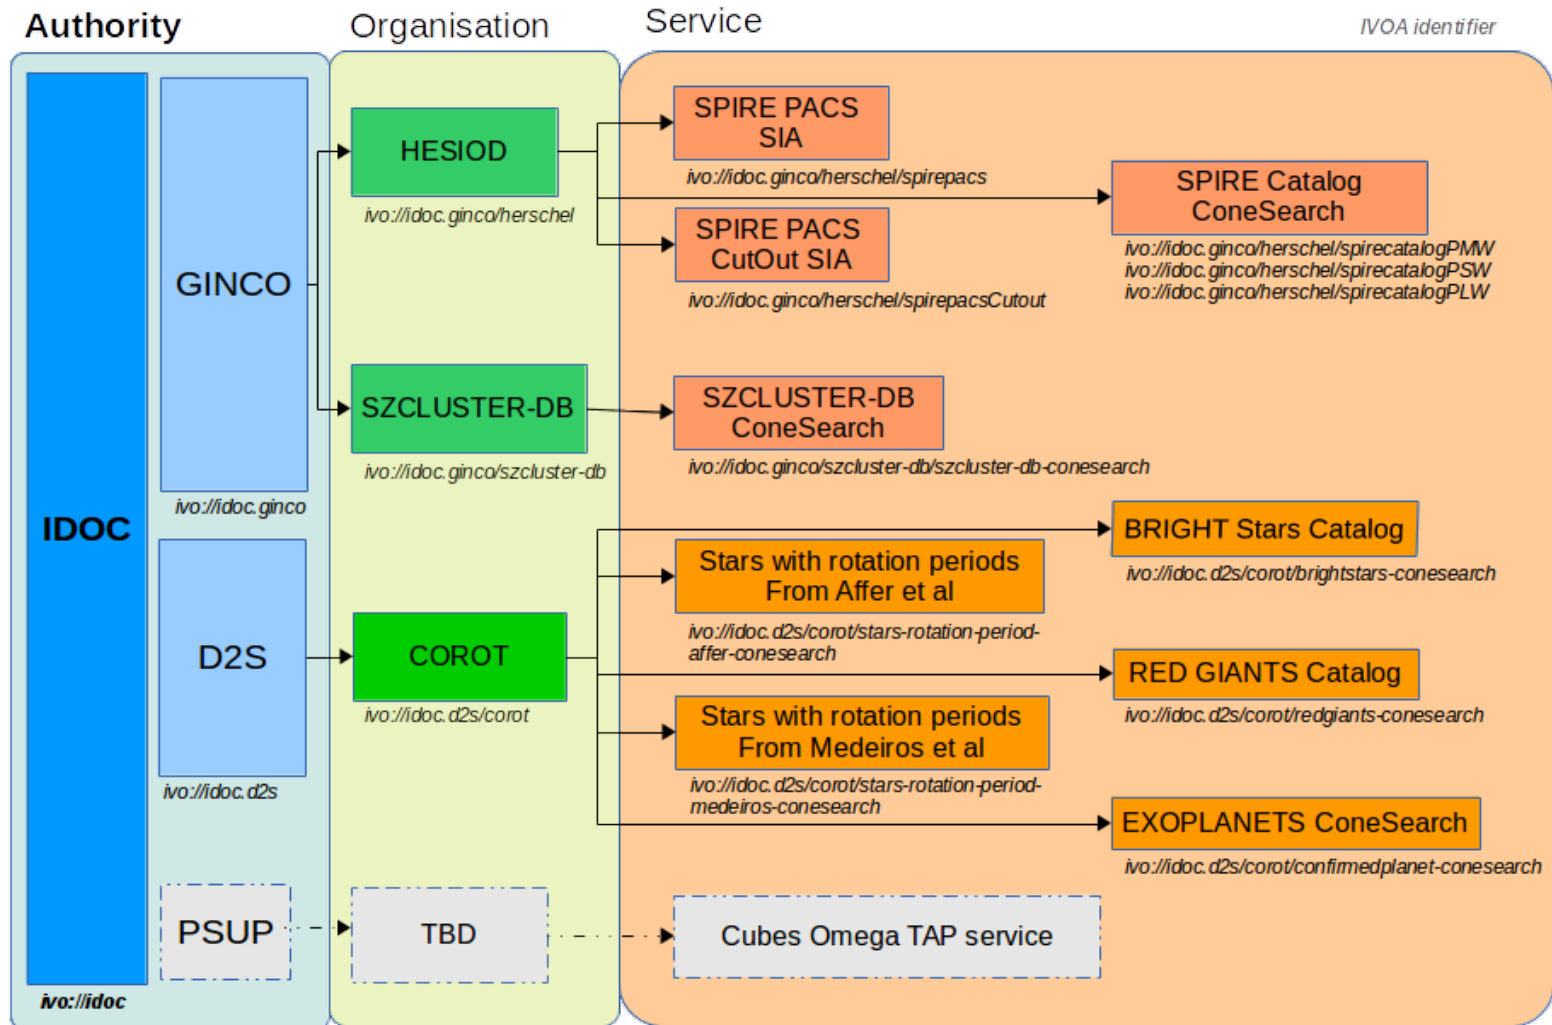 Authority
Organisation
Service
IVOA identifier
IDOC
ivo://idoc
GINCO
ivo://idoc.ginco
HESIOD
ivo://idoc.ginco/herschel
SPIRE PACS
SIA
ivo://idoc.ginco/herschel/spirepacs
SPIRE Catalog
ConeSearch
ivo://idoc.ginco/herschel/spirecatalogPMW
ivo://idoc.ginco/herschel/spirecatalogPSW
ivo://idoc.ginco/herschel/spirecatalogPLW
SPIRE PACS
CutOut SIA
ivo://idoc.ginco/herschel/spirepacsCutout
SZCLUSTER-DB
ivo://idoc.ginco/szcluster-db
SZCLUSTER-DB
ConeSearch
ivo://idoc.ginco/szcluster-db/szcluster-db-conesearch
D2S
ivo://idoc.d2s
COROT
ivo://idoc.d2s/corot
BRIGHT Stars Catalog
ivo://idoc.d2s/corot/brightstars-conesearch
Stars with rotation periods
From Affer et al
ivo://idoc.d2s/corot/stars-rotation-period-
affer-conesearch
RED GIANTS Catalog
ivo://idoc.d2s/corot/redgiants-conesearch
Stars with rotation periods
From Medeiros et al
ivo://idoc.d2s/corot/stars-rotation-period-
medeiros-conesearch
EXOPLANETS ConeSearch
ivo://idoc.d2s/corot/confirmedplanet-conesearch
PSUP
TBD
Cubes Omega TAP service